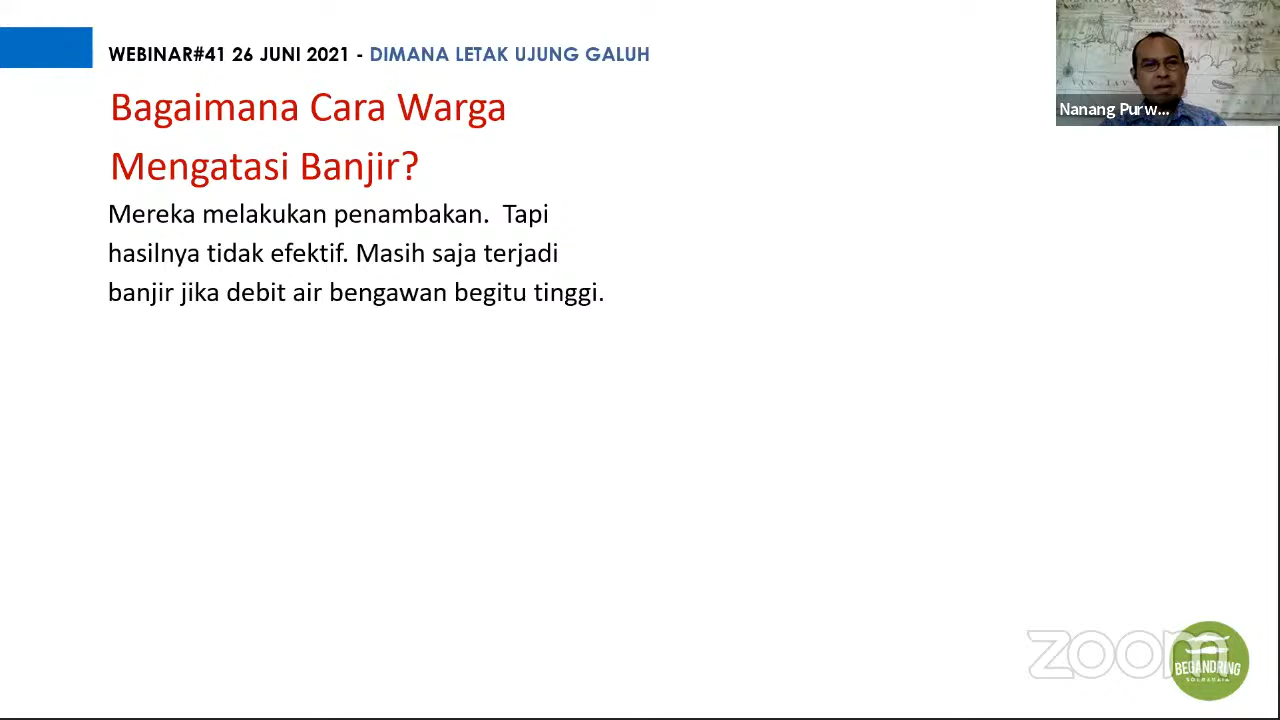 WEBINAR#41 26 JUNI 2021 - DIMANA LETAK UJUNG GALUH
Bagaimana Cara Warga
Mengatasi Banjir?
Mereka melakukan penambakan.  Tapi
hasilnya tidak efektif. Masih saja terjadi
banjir jika debit air bengawan begitu tinggi.
Nanang Purw...
zoom
BEGANDRING
SOERABAIA